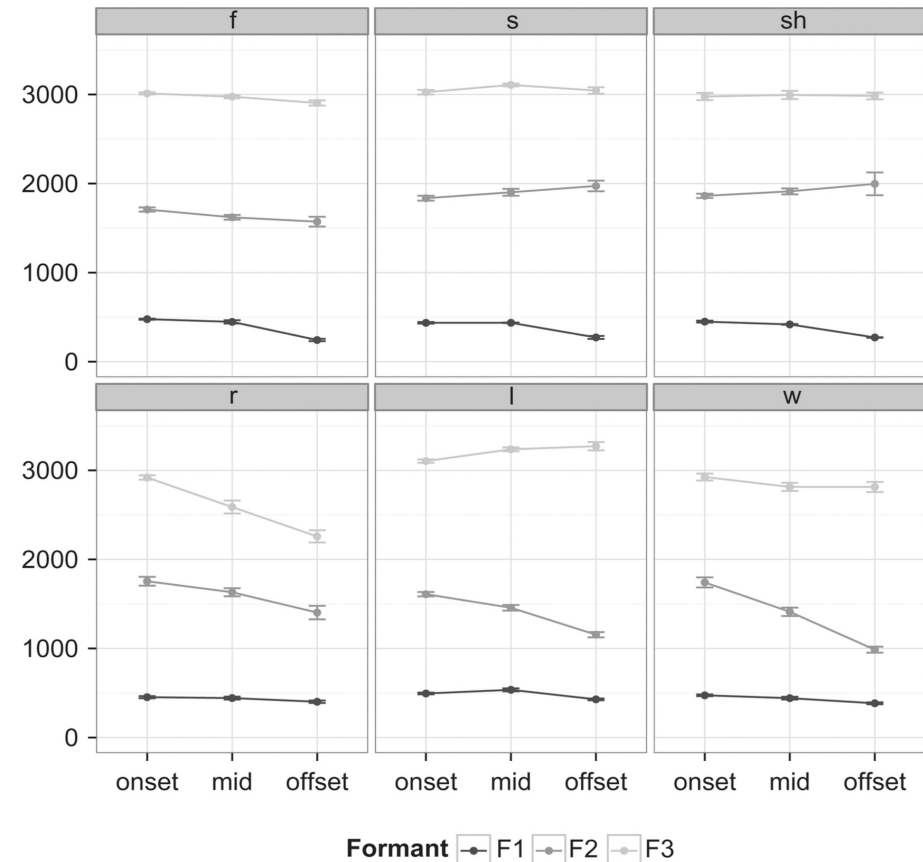 f s sh
3000
2000
1000
0
r l w
3000
2000
1000
0
onset mid offset onset mid offset onset mid offset
Formant F1 F2 F3